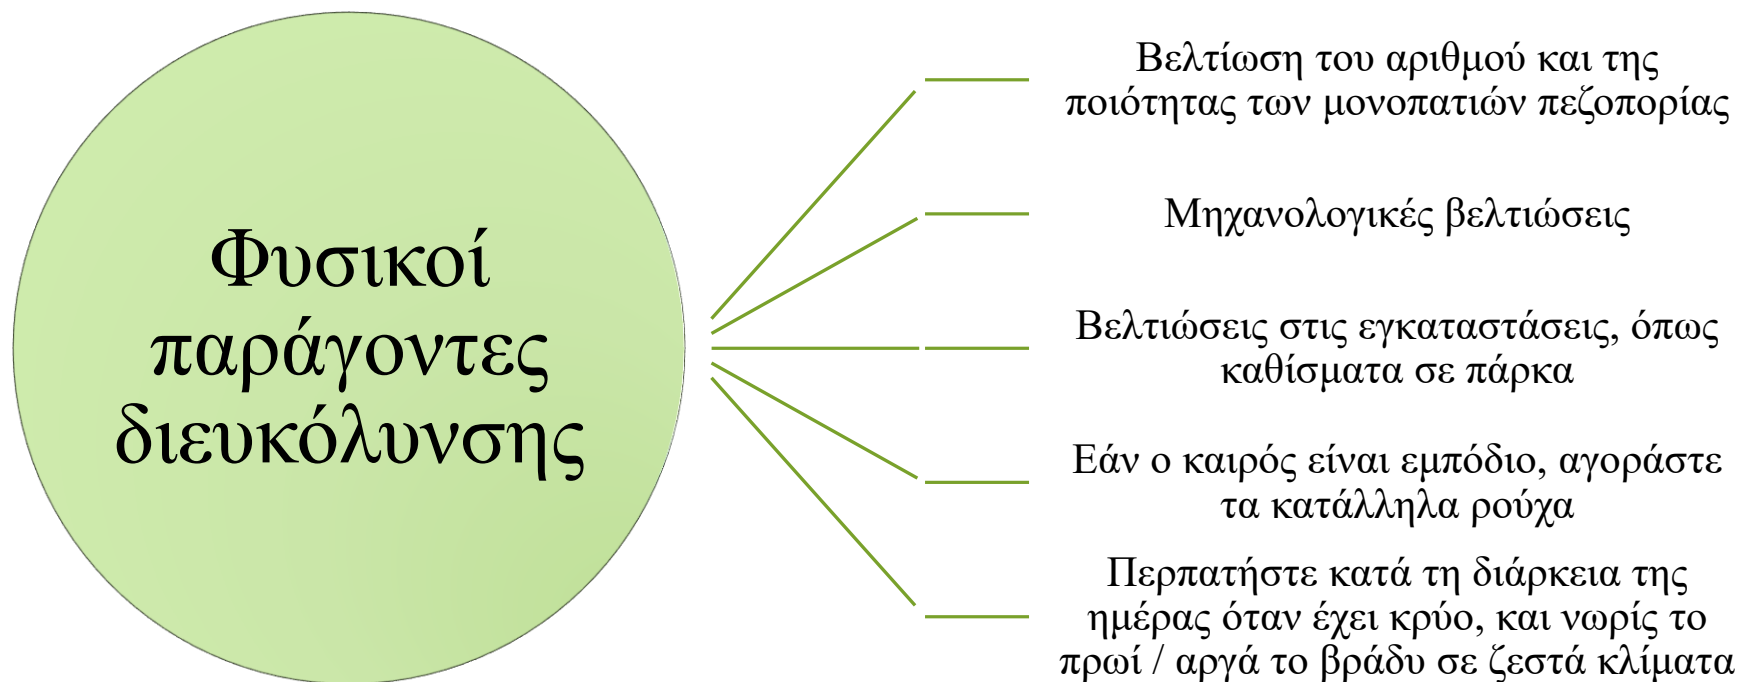 Φυσικοί
παράγοντες
διευκόλυνσης
Βελτίωση του αριθμού και της
ποιότητας των μονοπατιών πεζοπορίας
Μηχανολογικές βελτιώσεις
Βελτιώσεις στις εγκαταστάσεις, όπως
καθίσματα σε πάρκα
Εάν ο καιρός είναι εμπόδιο, αγοράστε
τα κατάλληλα ρούχα
Περπατήστε κατά τη διάρκεια της
ημέρας όταν έχει κρύο, και νωρίς το
πρωί / αργά το βράδυ σε ζεστά κλίματα